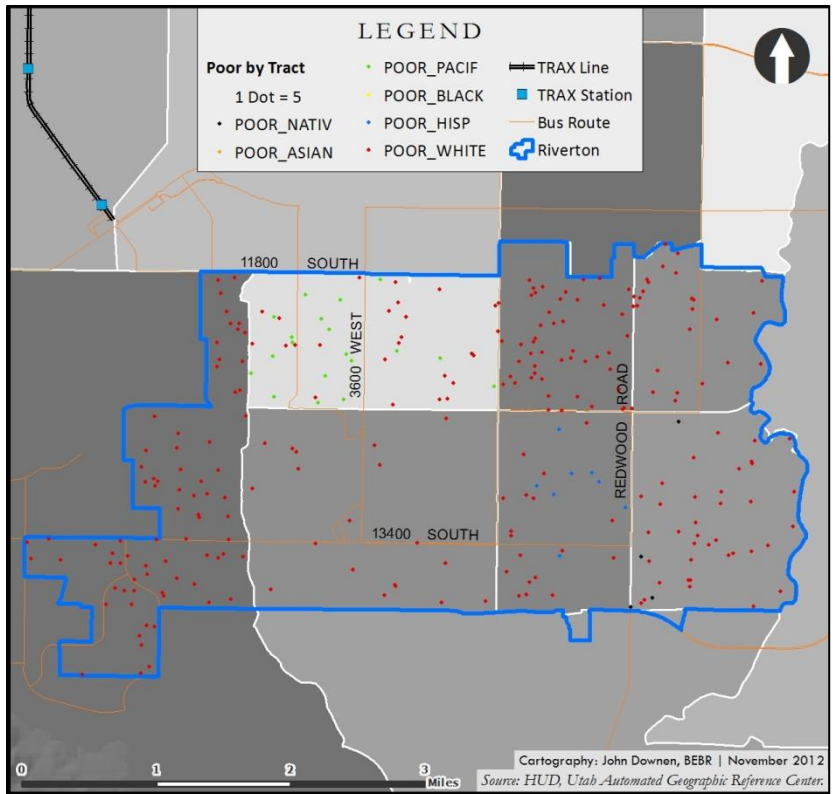 LEGEND
Poor by Tract
1 Dot = 5
POOR_NATIV
POOR_ASIAN
POOR_PACIF
POOR_BLACK
POOR_HISP
POOR_WHITE
TRAX Line
TRAX Station
Bus Route
Riverton
11800 SOUTH
3600 WEST
REDWOOD ROAD
13400 SOUTH
0 1 2 3
Miles
Cartography: John Downen, BEBR | November 2012
Source: HUD, Utah Automated Geographic Reference Center.